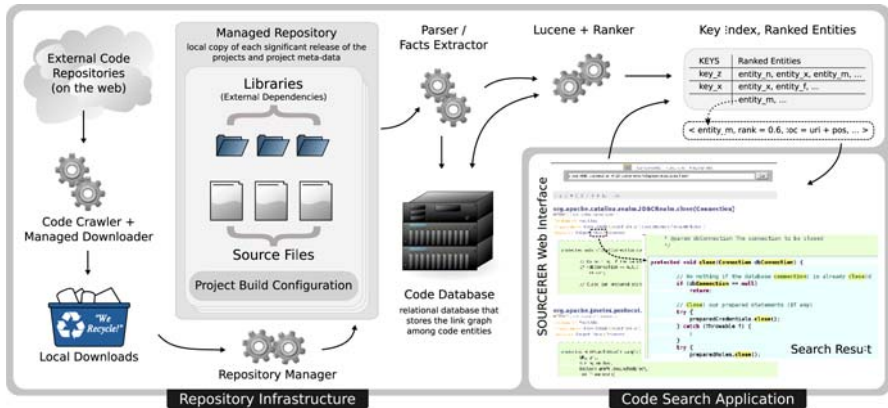 External Code
Repositories
(on the web)
Code Crawler +
Managed Downloader
"We
Recycle!"
Local Downloads
Managed Repository
local copy of each significant release of the
projects and project meta-data
Libraries
(External Dependencies)
Source Files
Project Build Configuration
Repository Manager
Parser /
Facts Extractor
Code Database
relational database that
stores the link graph
among code entities
Lucene + Ranker
Key Index, Ranked Entities
KEYS Ranked Entities
key_z entity_n, entity_x, entity_m, ...
key_x entity_x, entity_f, ...
entity_m, ...
< entity_m, rank = 0.6, :oc = uri + pos, ... >
SOURCERER Web Interface
org.apache.catalina.realm.JDBCRealm.close(Connection)
* @param dbConnection The connection to be closed
*/
protected void close(Connection dbConnection) {
// Do nothing if the database connection is already closed
if (dbConnection == null)
return;
// Close our prepared statements (if any)
try {
preparedCredentials.close();
} catch (Throwable f) {
;
}
try {
preparedRoles.close();
Search Result
Repository Infrastructure
Code Search Application